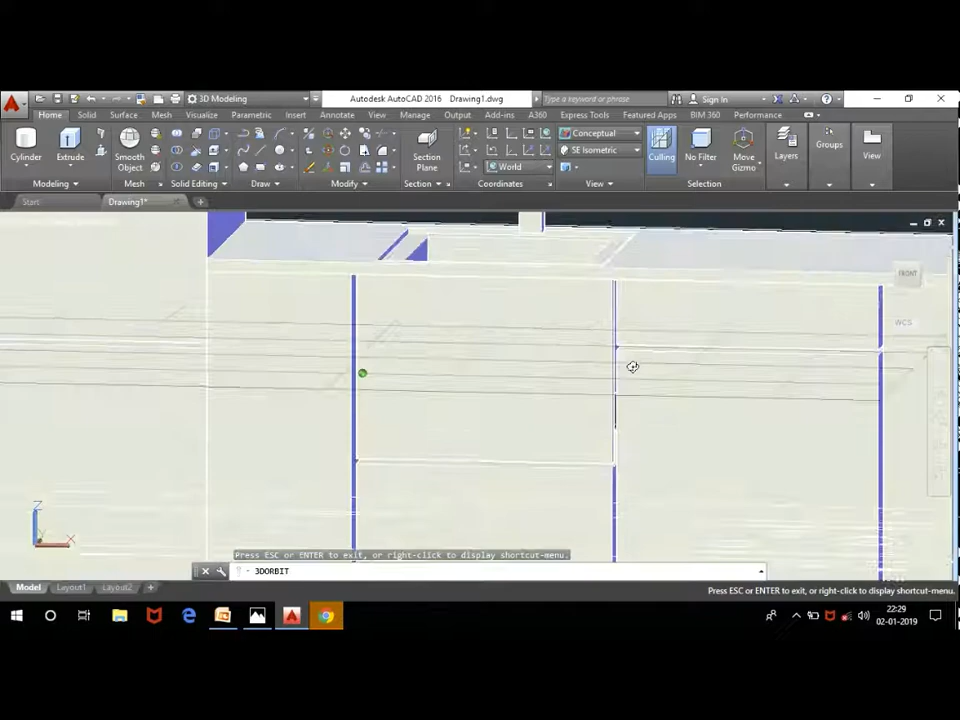 3D Modeling
Autodesk AutoCAD 2016 Drawing1.dwg
Type a keyword or phrase
Sign In
Home Solid Surface Mesh Visualize Parametric Insert Annotate View Manage Output Add-ins A360 Express Tools Featured Apps BIM 360 Performance
Cylinder
Extrude
Smooth Object
Section Plane
World
Conceptual
SE Isometric
Culling
No Filter
Move Gizmo
Layers
Groups
View
Modeling
Mesh
Solid Editing
Draw
Modify
Section
Coordinates
View
Selection
Start
Drawing1*
FRONT
WCS
Z
X
Press ESC or ENTER to exit, or right-click to display shortcut-menu.
3DORBIT
Model Layout1 Layout2
Press ESC or ENTER to exit, or right-click to display shortcut-menu.
22:29
02-01-2019